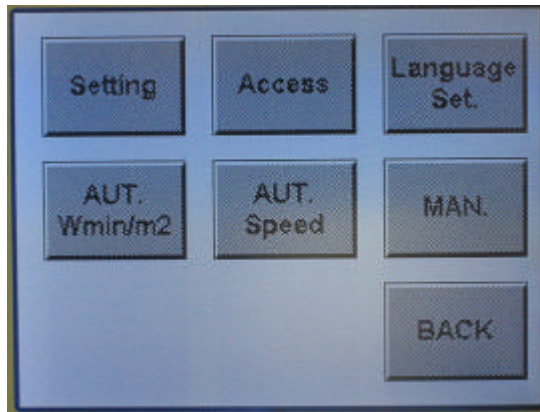 Setting
Access
Language
Set.
AUT.
Wmin/m2
AUT.
Speed
MAN.
BACK